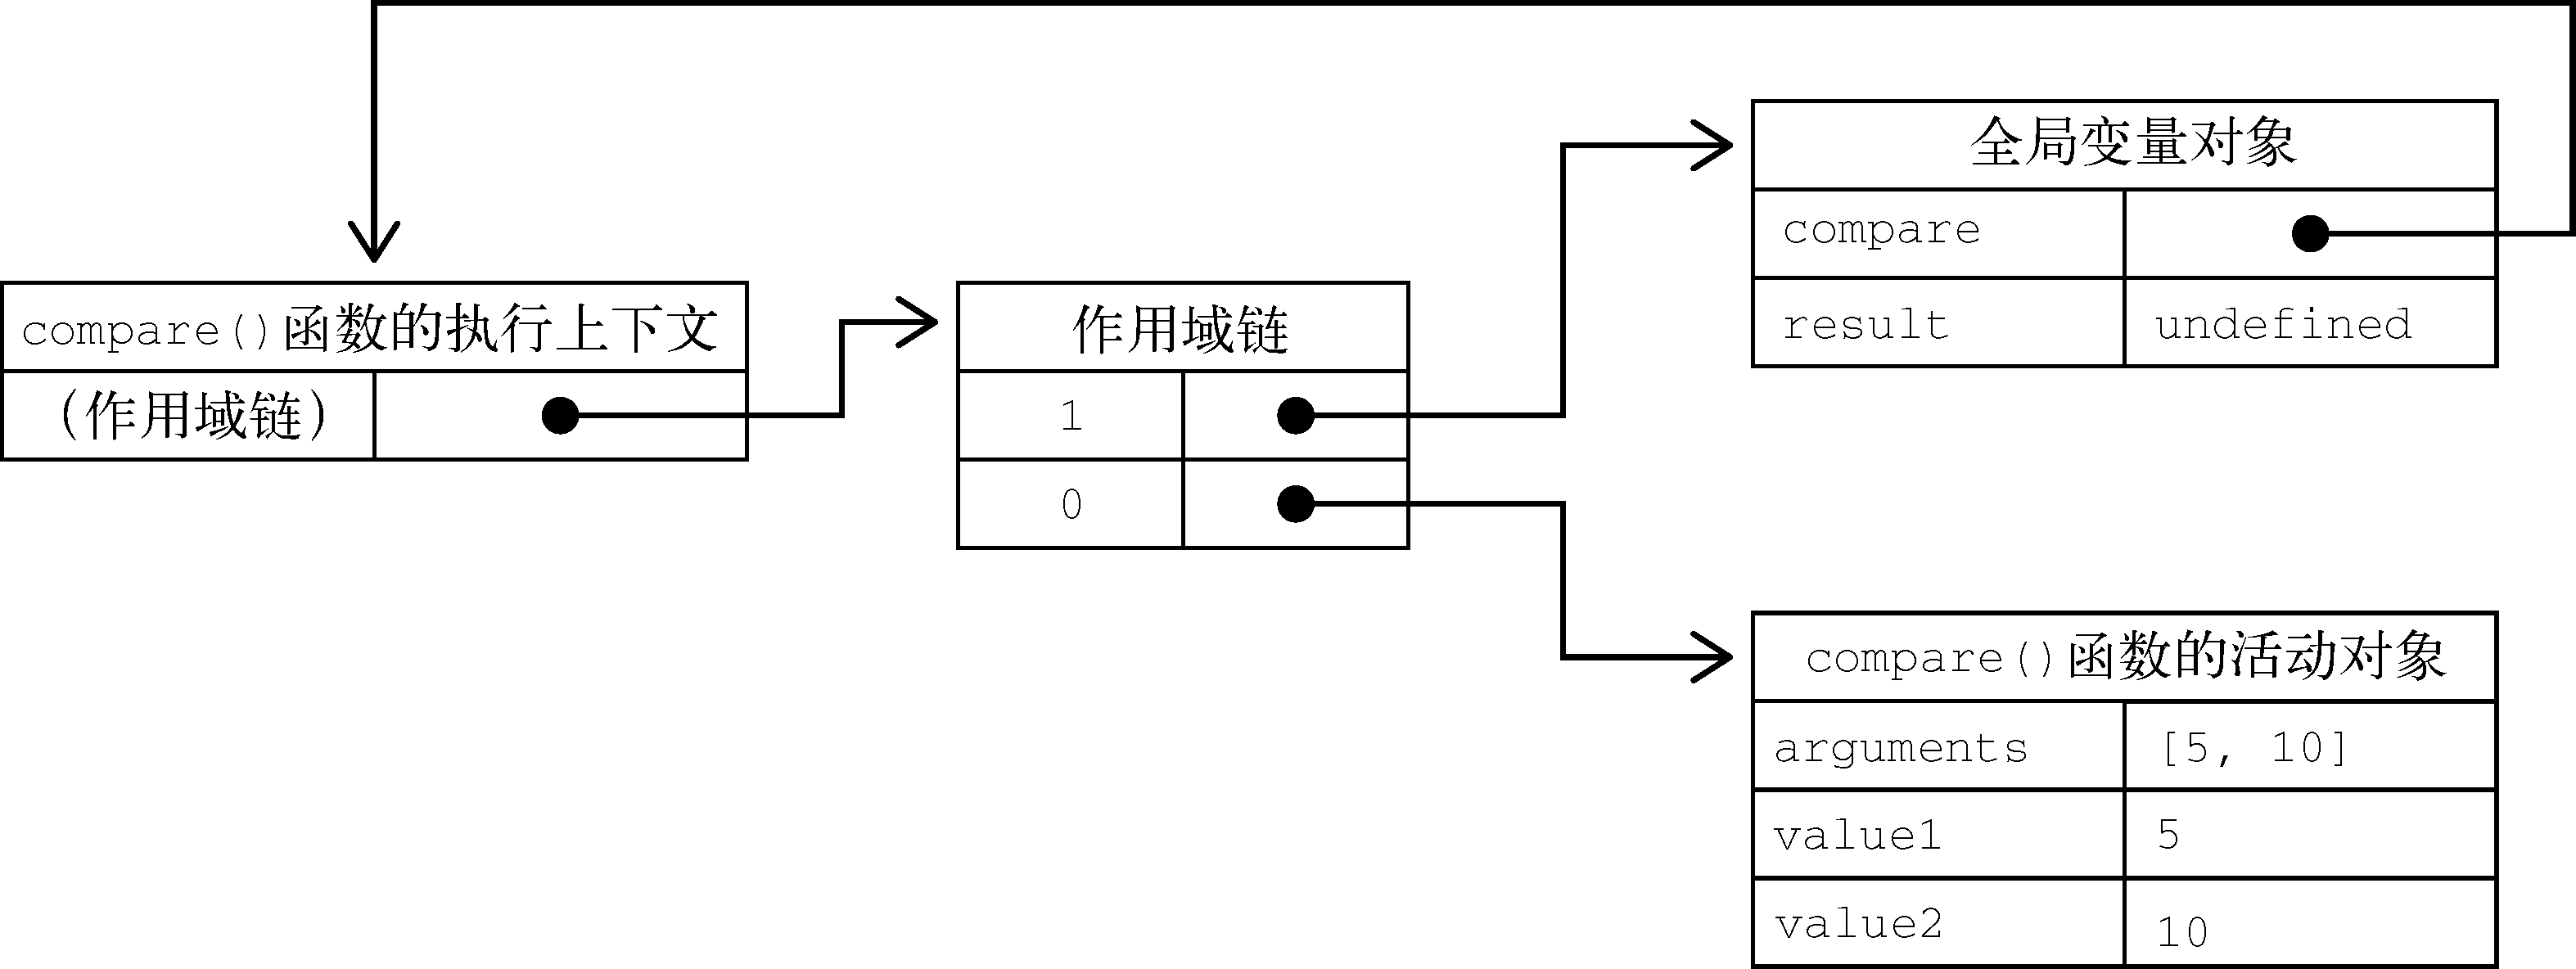 全局变量对象
compare
result undefined
compare()函数的执行上下文
(作用域链)
作用域链
1
0
compare()函数的活动对象
arguments [5, 10]
value1 5
value2 10